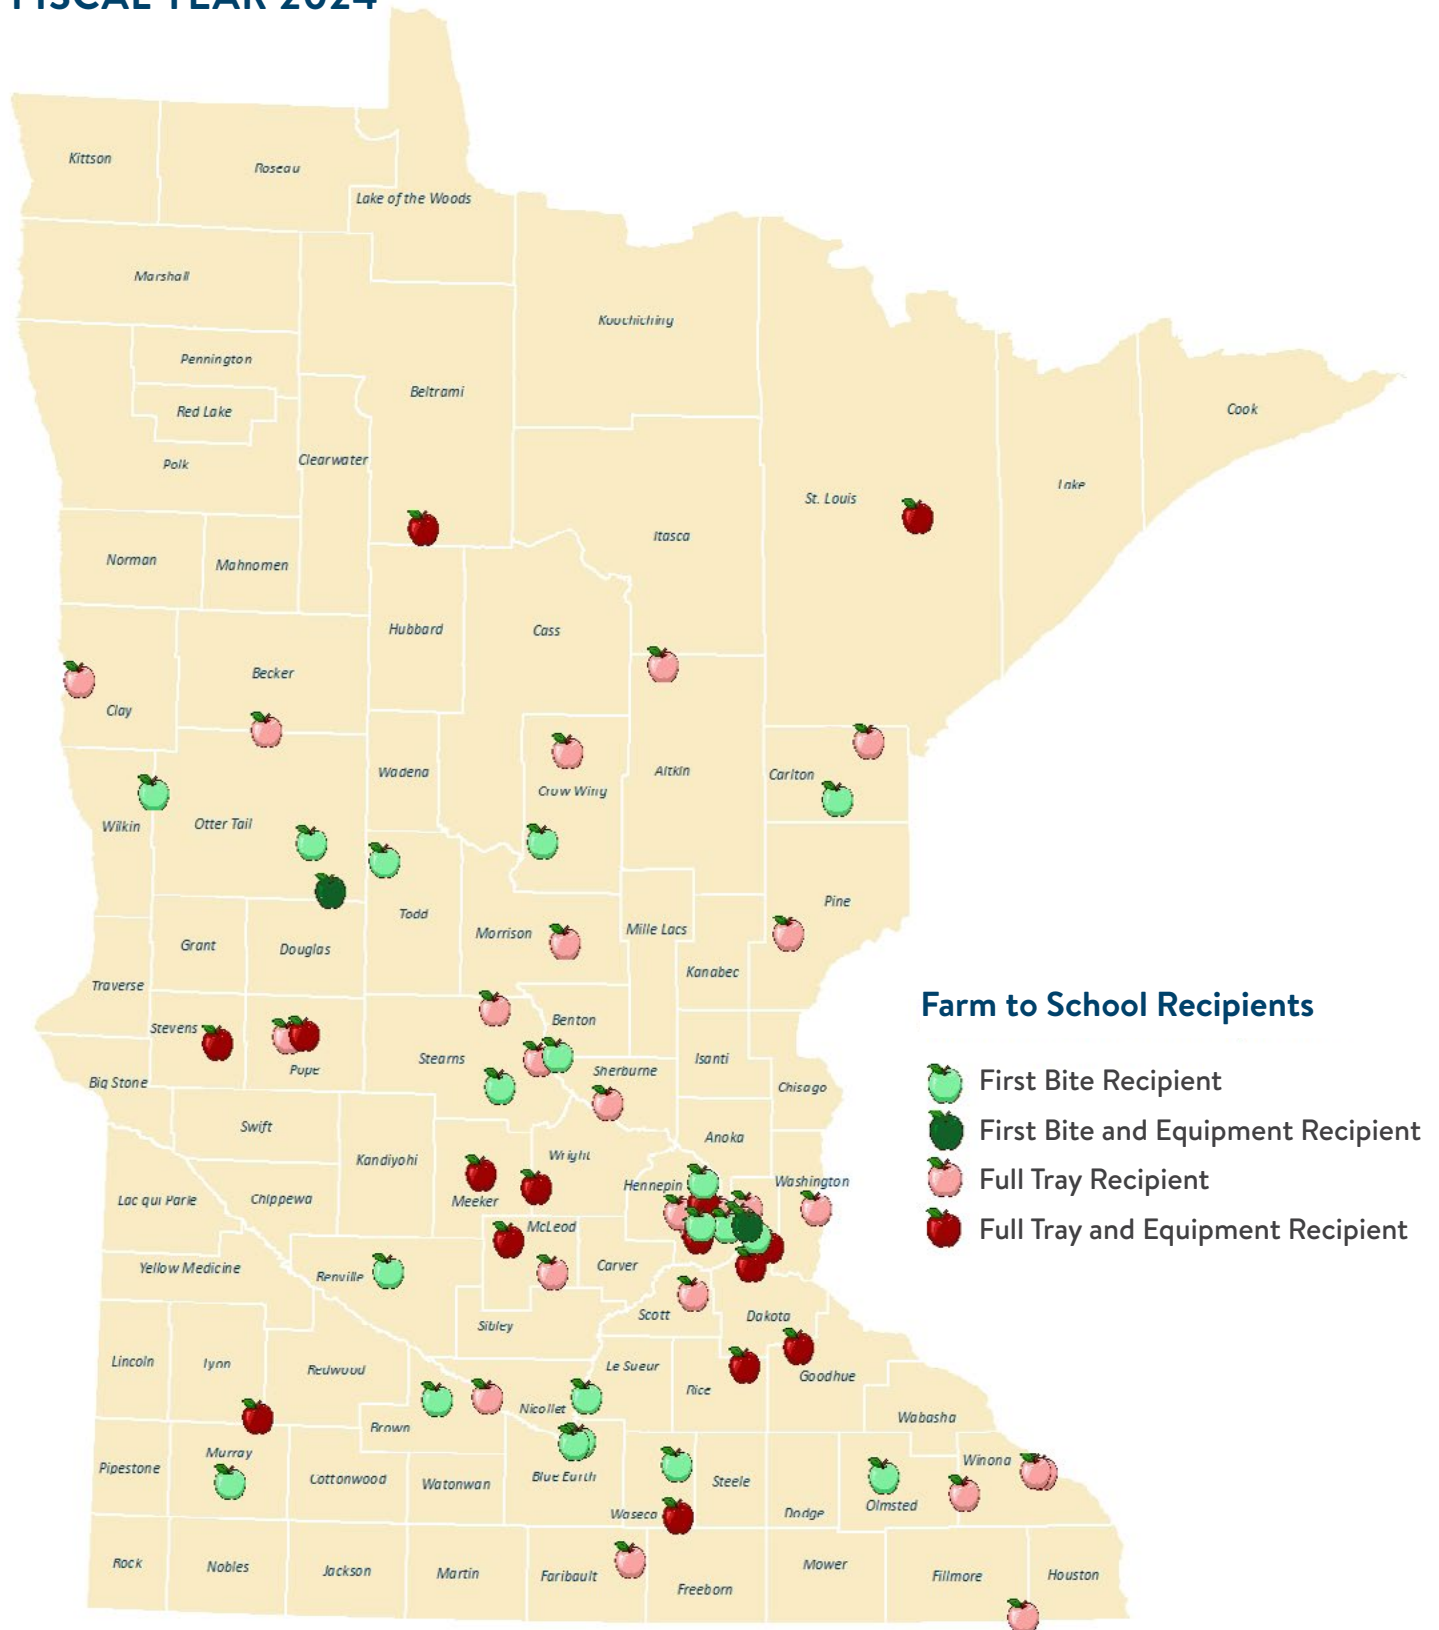 FISCAL YEAR 2024
Kittson
Roseau
Lake of the Woods
Marshall
Koochiching
Pennington
Beltrami
Red Lake
Cook
Clearwater
Polk
Lake
St. Louis
Itasca
Norman
Mahnomen
Hubbard
Cass
Becker
Clay
Wadena
Aitkin
Carlton
Crow Wing
Otter Tail
Wilkin
Pine
Todd
Morrison
Mille Lacs
Grant
Douglas
Kanabec
Traverse
Farm to School Recipients
Benton
Stevens
Stearns
Isanti
Pope
Sherburne
Big Stone
Chisago
First Bite Recipient
Swift
First Bite and Equipment Recipient
Anoka
Wright
Kandiyohi
Full Tray Recipient
Hennepin
Washington
Lac qui Parle
Chippewa
Meeker
McLeod
Full Tray and Equipment Recipient
Yellow Medicine
Carver
Renville
Scott
Dakota
Sibley
Lincoln
Lyon
Redwood
Le Sueur
Goodhue
Rice
Nicollet
Wabasha
Brown
Murray
Winona
Pipestone
Cottonwood
Watonwan
Blue Earth
Steele
Olmsted
Waseca
Dodge
Rock
Nobles
Jackson
Martin
Faribault
Freeborn
Mower
Fillmore
Houston